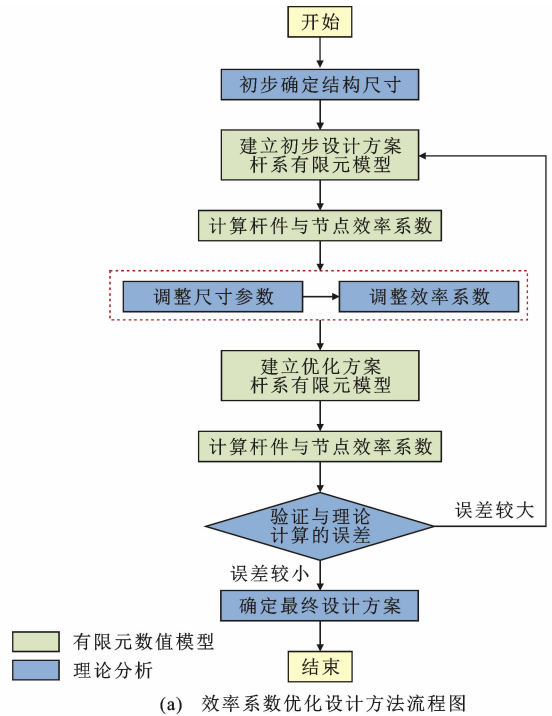 开始
初步确定结构尺寸
建立初步设计方案
杆系有限元模型
计算杆件与节点效率系数
调整尺寸参数
调整效率系数
建立优化方案
杆系有限元模型
计算杆件与节点效率系数
验证与理论
计算的误差
误差较大
误差较小
确定最终设计方案
有限元数值模型
理论分析
结束
(a) 效率系数优化设计方法流程图